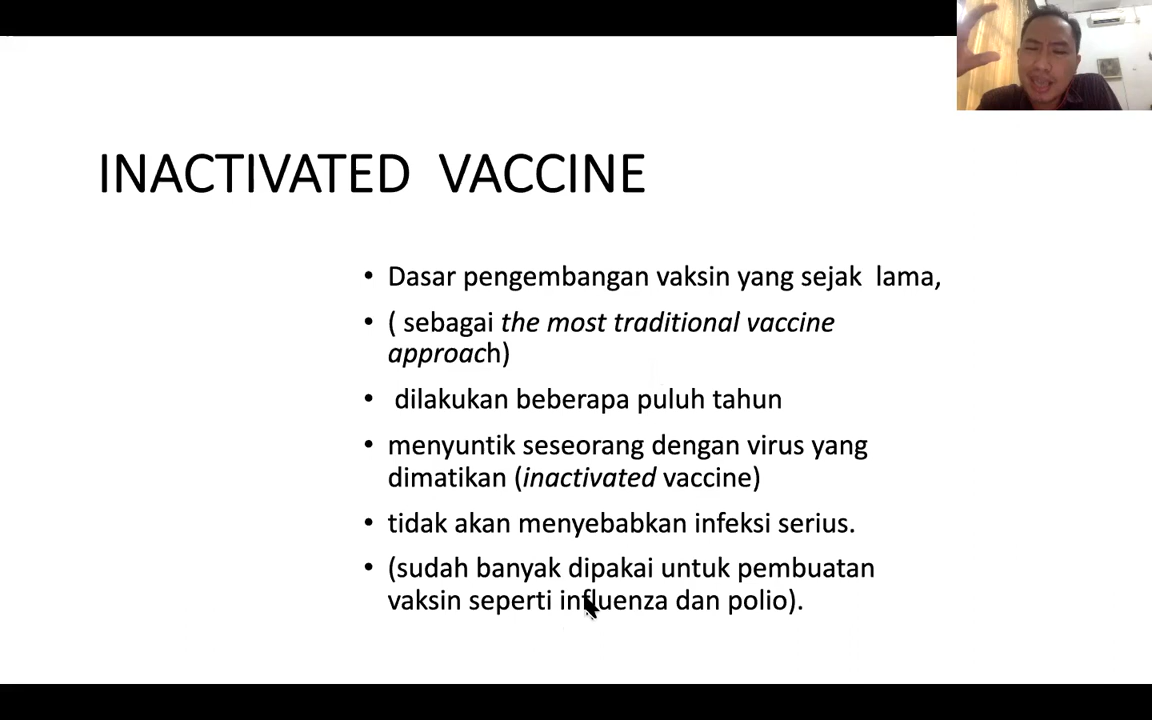 INACTIVATED VACCINE
• Dasar pengembangan vaksin yang sejak lama,
• ( sebagai the most traditional vaccine
approach)
• dilakukan beberapa puluh tahun
• menyuntik seseorang dengan virus yang
dimatikan (inactivated vaccine)
• tidak akan menyebabkan infeksi serius.
• (sudah banyak dipakai untuk pembuatan
vaksin seperti influenza dan polio).